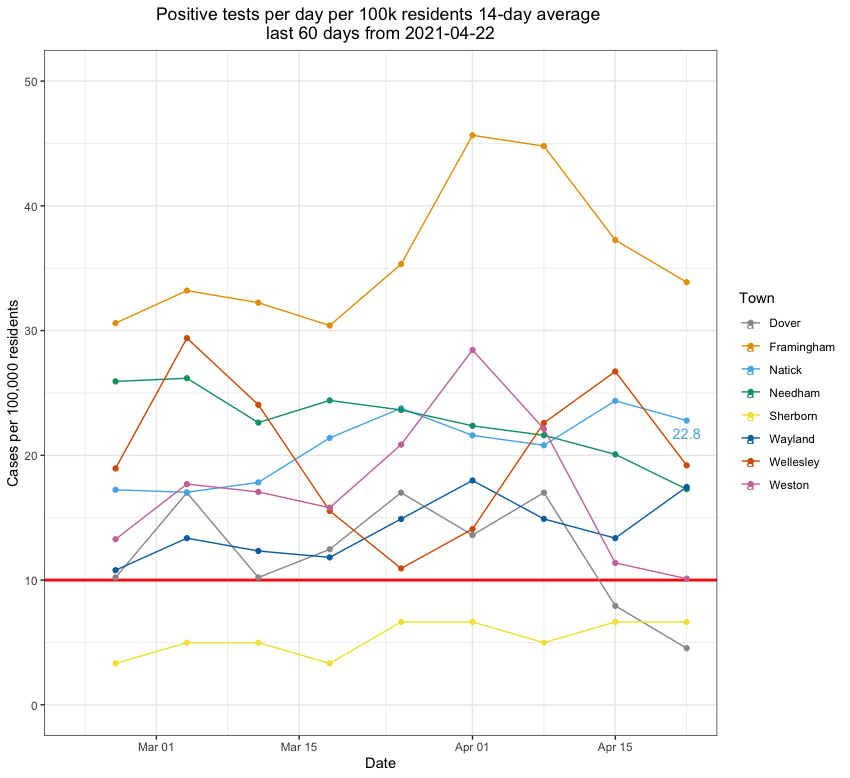 Positive tests per day per 100k residents 14-day average
last 60 days from 2021-04-22
Cases per 100,000 residents
50
40
30
20
10
0
22.8
Mar 01
Mar 15
Apr 01
Apr 15
Date
Town
Dover
Framingham
Natick
Needham
Sherborn
Wayland
Wellesley
Weston